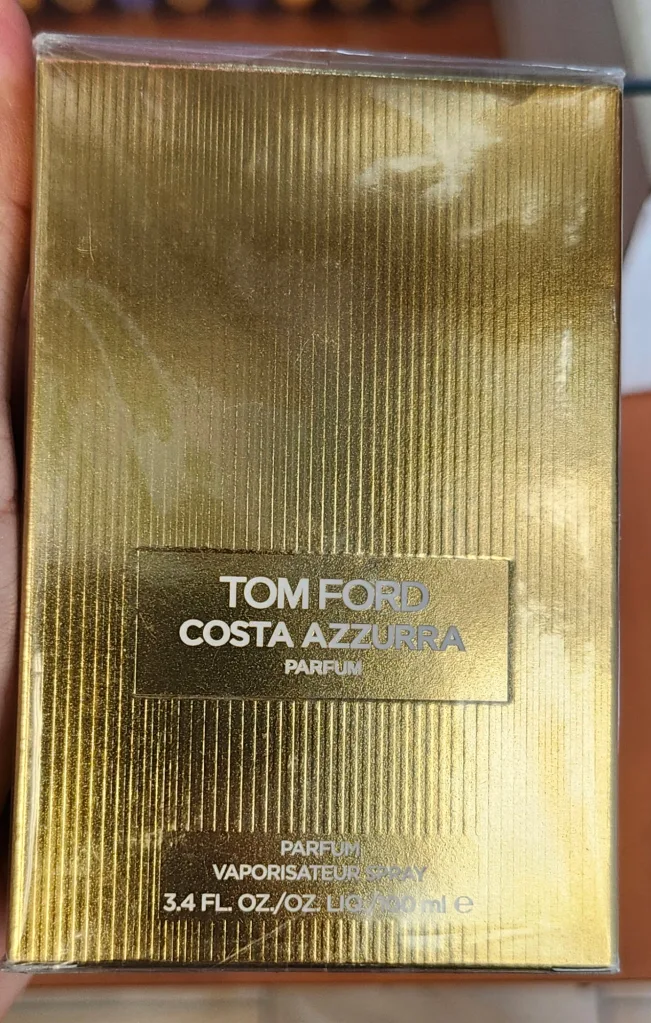 TOM FORD
COSTA AZZURRA
PARFUM
PARFUM
VAPORISATEUR SPRAY
3.4 FL. OZ./OZ. LIQ./100 ml ℮